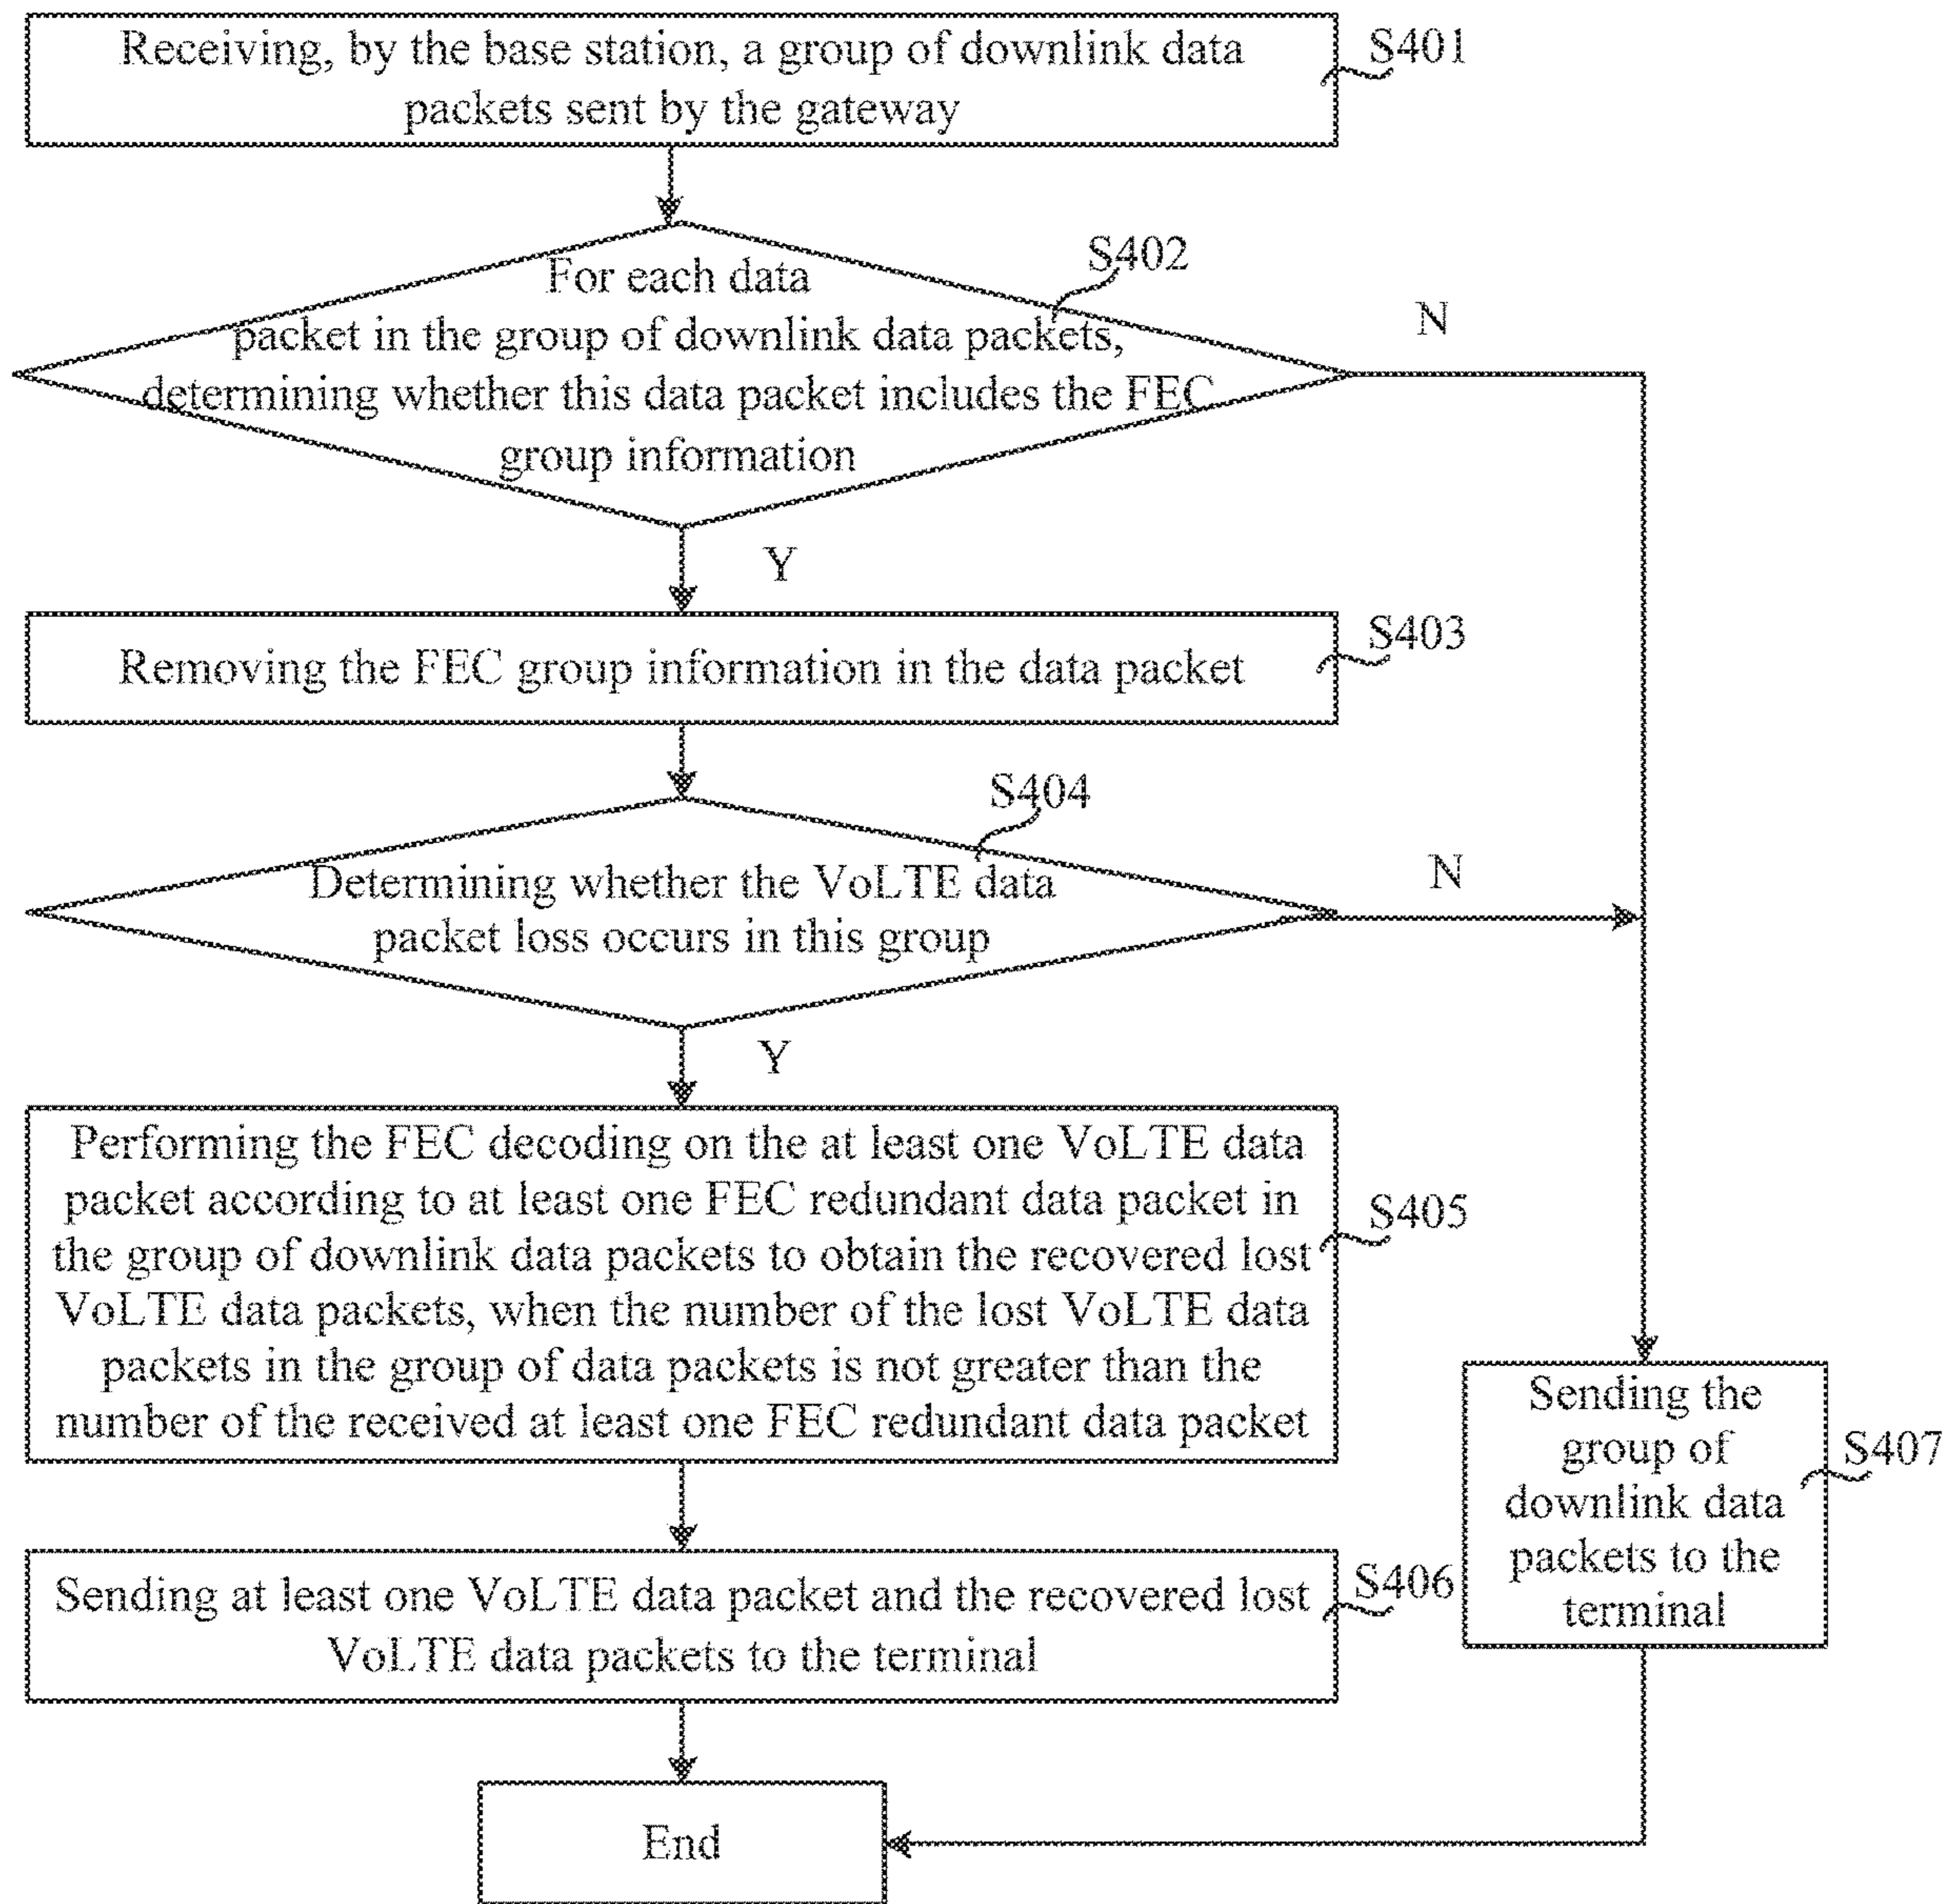 Receiving, by the base station, a group of downlink data
packets sent by the gateway
S401
For each data
packet in the group of downlink data packets,
determining whether this data packet includes the FEC
group information
S402
N
Y
Removing the FEC group information in the data packet
S403
Determining whether the VoLTE data
packet loss occurs in this group
S404
N
Y
Performing the FEC decoding on the at least one VoLTE data
packet according to at least one FEC redundant data packet in
the group of downlink data packets to obtain the recovered lost
VoLTE data packets, when the number of the lost VoLTE data
packets in the group of data packets is not greater than the
number of the received at least one FEC redundant data packet
S405
Sending at least one VoLTE data packet and the recovered lost
VoLTE data packets to the terminal
S406
Sending the
group of
downlink data
packets to the
terminal
S407
End